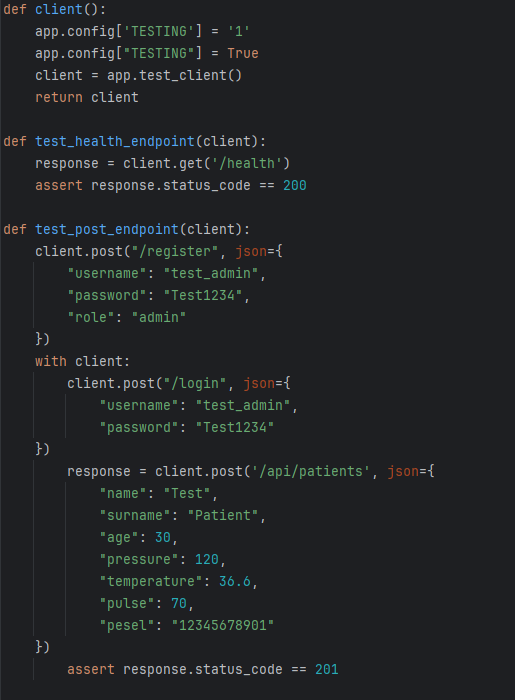 def client():
    app.config['TESTING'] = '1'
    app.config["TESTING"] = True
    client = app.test_client()
    return client

def test_health_endpoint(client):
    response = client.get('/health')
    assert response.status_code == 200

def test_post_endpoint(client):
    client.post("/register", json={
        "username": "test_admin",
        "password": "Test1234",
        "role": "admin"
    })
    with client:
        client.post("/login", json={
            "username": "test_admin",
            "password": "Test1234"
    })
        response = client.post('/api/patients', json={
            "name": "Test",
            "surname": "Patient",
            "age": 30,
            "pressure": 120,
            "temperature": 36.6,
            "pulse": 70,
            "pesel": "12345678901"
    })
        assert response.status_code == 201